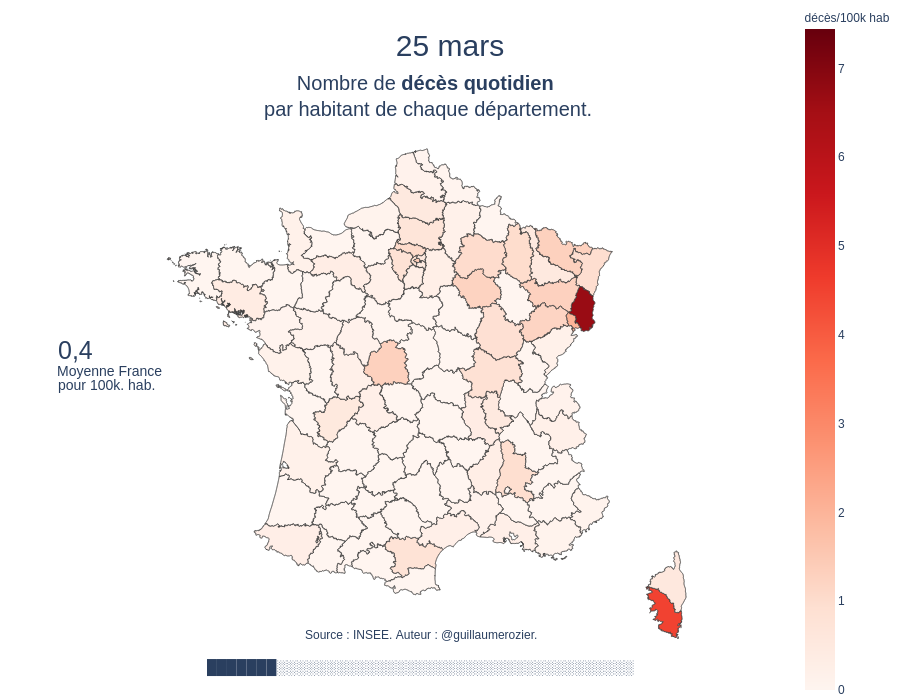 décès/100k hab
25 mars
Nombre de décès quotidien
par habitant de chaque département.
7
6
5
4
3
2
1
0
0,4
Moyenne France
pour 100k. hab.
Source : INSEE. Auteur : @guillaumerozier.